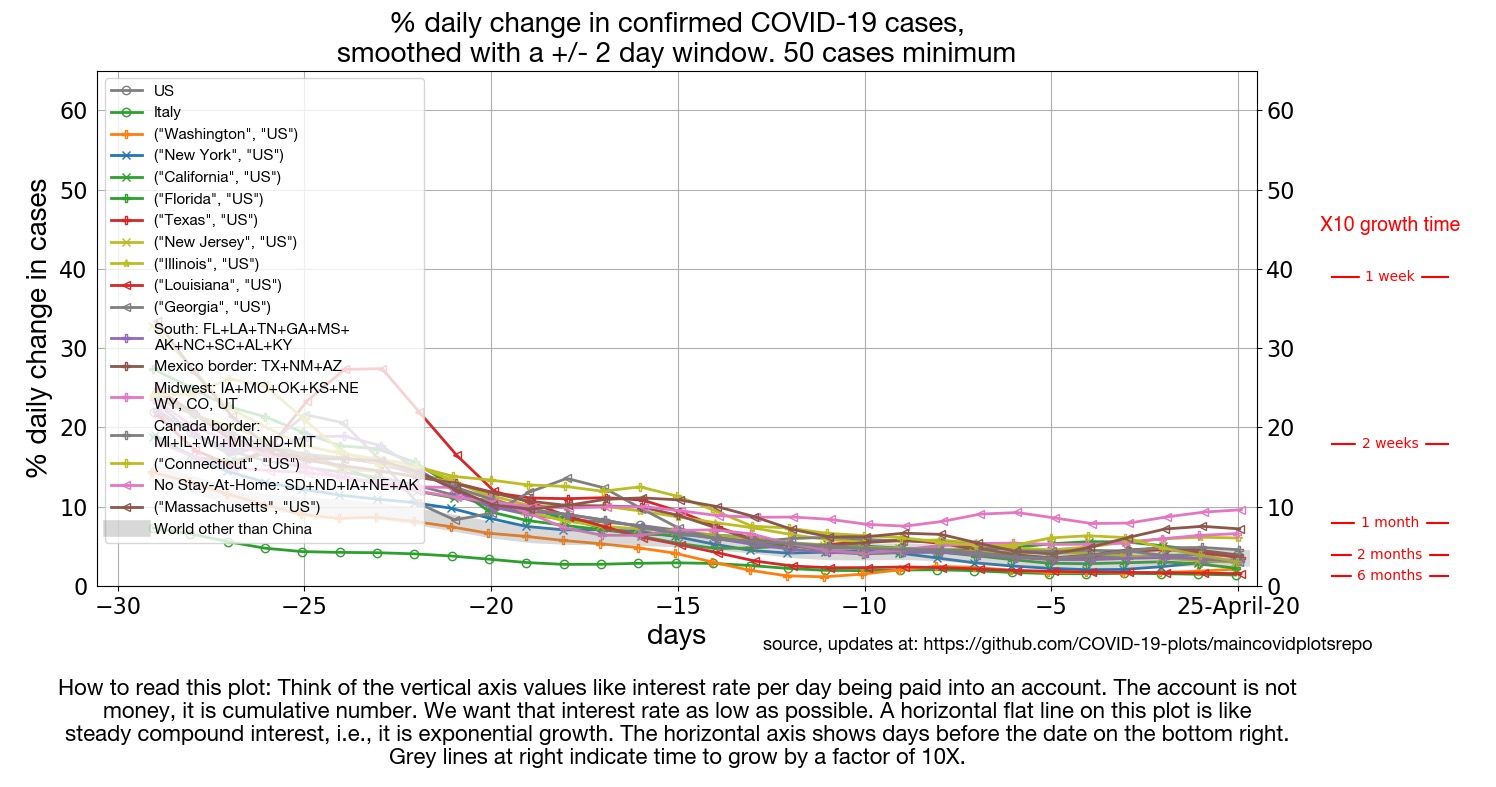 % daily change in confirmed COVID-19 cases,
smoothed with a +/- 2 day window. 50 cases minimum
% daily change in cases
60
50
40
30
20
10
0
US
Italy
("Washington", "US")
("New York", "US")
("California", "US")
("Florida", "US")
("Texas", "US")
("New Jersey", "US")
("Illinois", "US")
("Louisiana", "US")
("Georgia", "US")
South: FL+LA+TN+GA+MS+
AK+NC+SC+AL+KY
Mexico border: TX+NM+AZ
Midwest: IA+MO+OK+KS+NE
WY, CO, UT
Canada border:
MI+IL+WI+MN+ND+MT
("Connecticut", "US")
No Stay-At-Home: SD+ND+IA+NE+AK
("Massachusetts", "US")
World other than China
60
50
40
30
20
10
0
X10 growth time
1 week
2 weeks
1 month
2 months
6 months
−30 −25 −20 −15 −10 −5 25-April-20
days
source, updates at: https://github.com/COVID-19-plots/maincovidplotsrepo
How to read this plot: Think of the vertical axis values like interest rate per day being paid into an account. The account is not
money, it is cumulative number. We want that interest rate as low as possible. A horizontal flat line on this plot is like
steady compound interest, i.e., it is exponential growth. The horizontal axis shows days before the date on the bottom right.
Grey lines at right indicate time to grow by a factor of 10X.